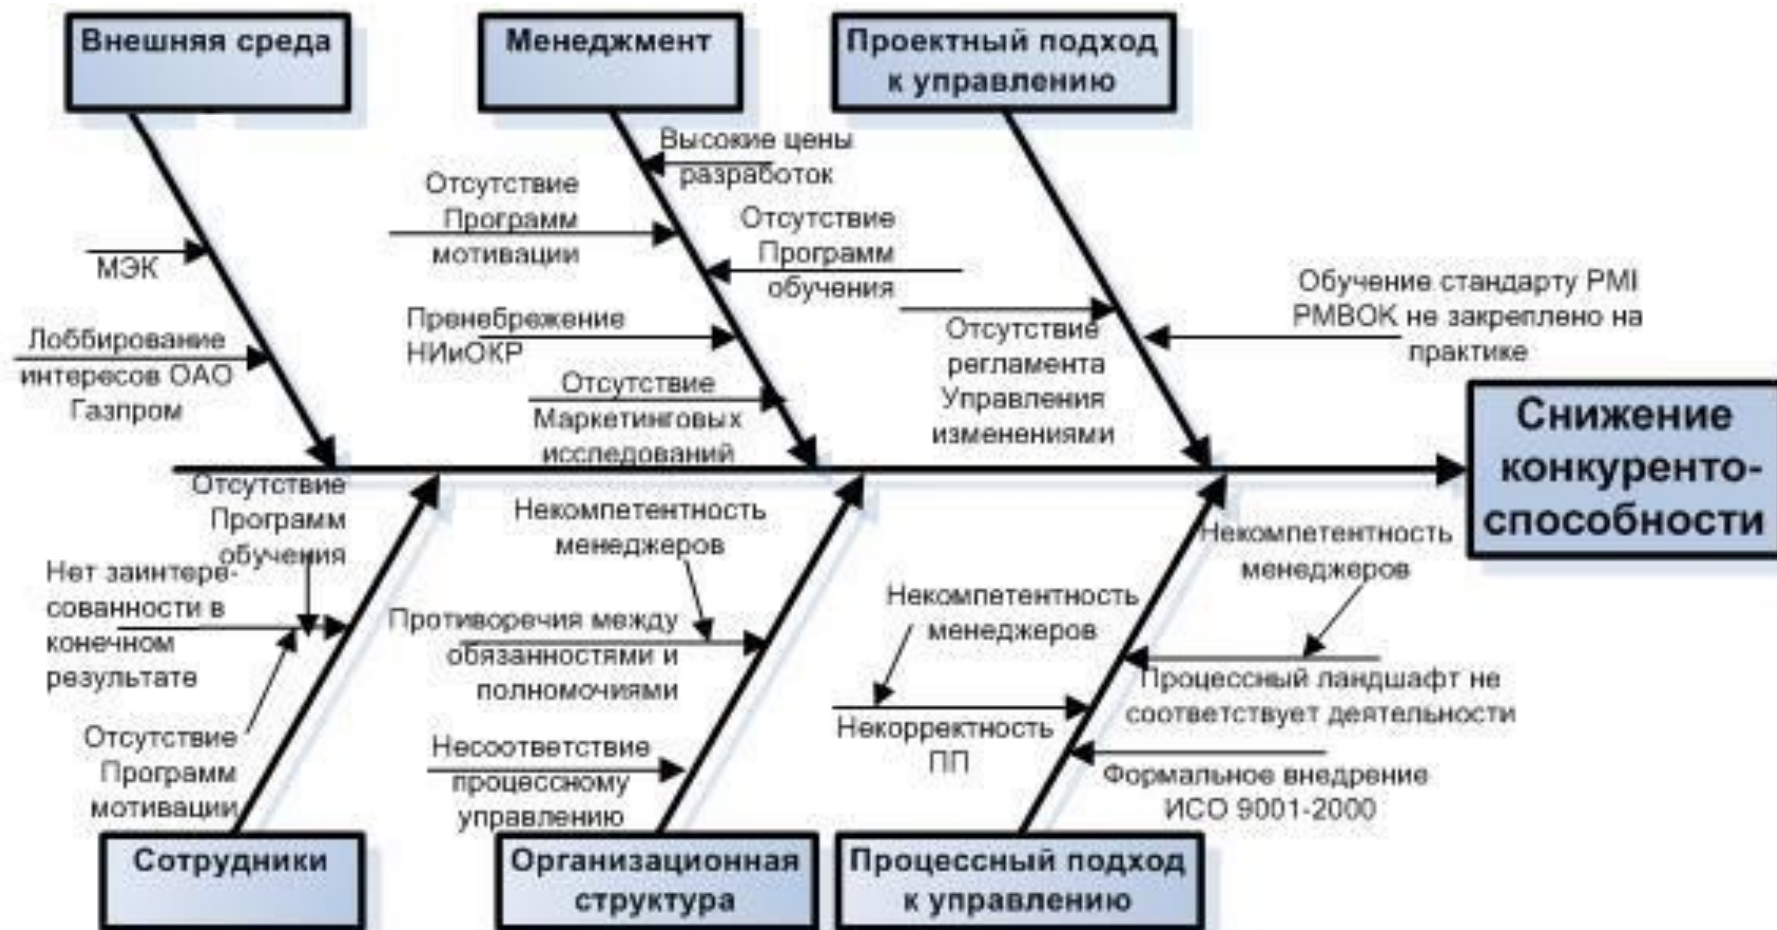 Внешняя среда
Менеджмент
Проектный подход
к управлению
Высокие цены
разработок
Отсутствие
Программ
мотивации
Отсутствие
Программ
обучения
МЭК
Лоббирование
интересов ОАО
Газпром
Пренебрежение
НИиОКР
Отсутствие
Маркетинговых
исследований
Отсутствие
регламента
Управления
изменениями
Обучение стандарту PMI
PMBOK не закреплено на
практике
Снижение
конкуренто-
способности
Отсутствие
Программ
обучения
Нет заинтере-
сованности в
конечном
результате
Отсутствие
Программ
мотивации
Некомпетентность
менеджеров
Противоречия между
обязанностями и
полномочиями
Несоответствие
процессному
управлению
Некомпетентность
менеджеров
Некорректность
ПП
Некомпетентность
менеджеров
Процессный ландшафт не
соответствует деятельности
Формальное внедрение
ИСО 9001-2000
Сотрудники
Организационная
структура
Процессный подход
к управлению